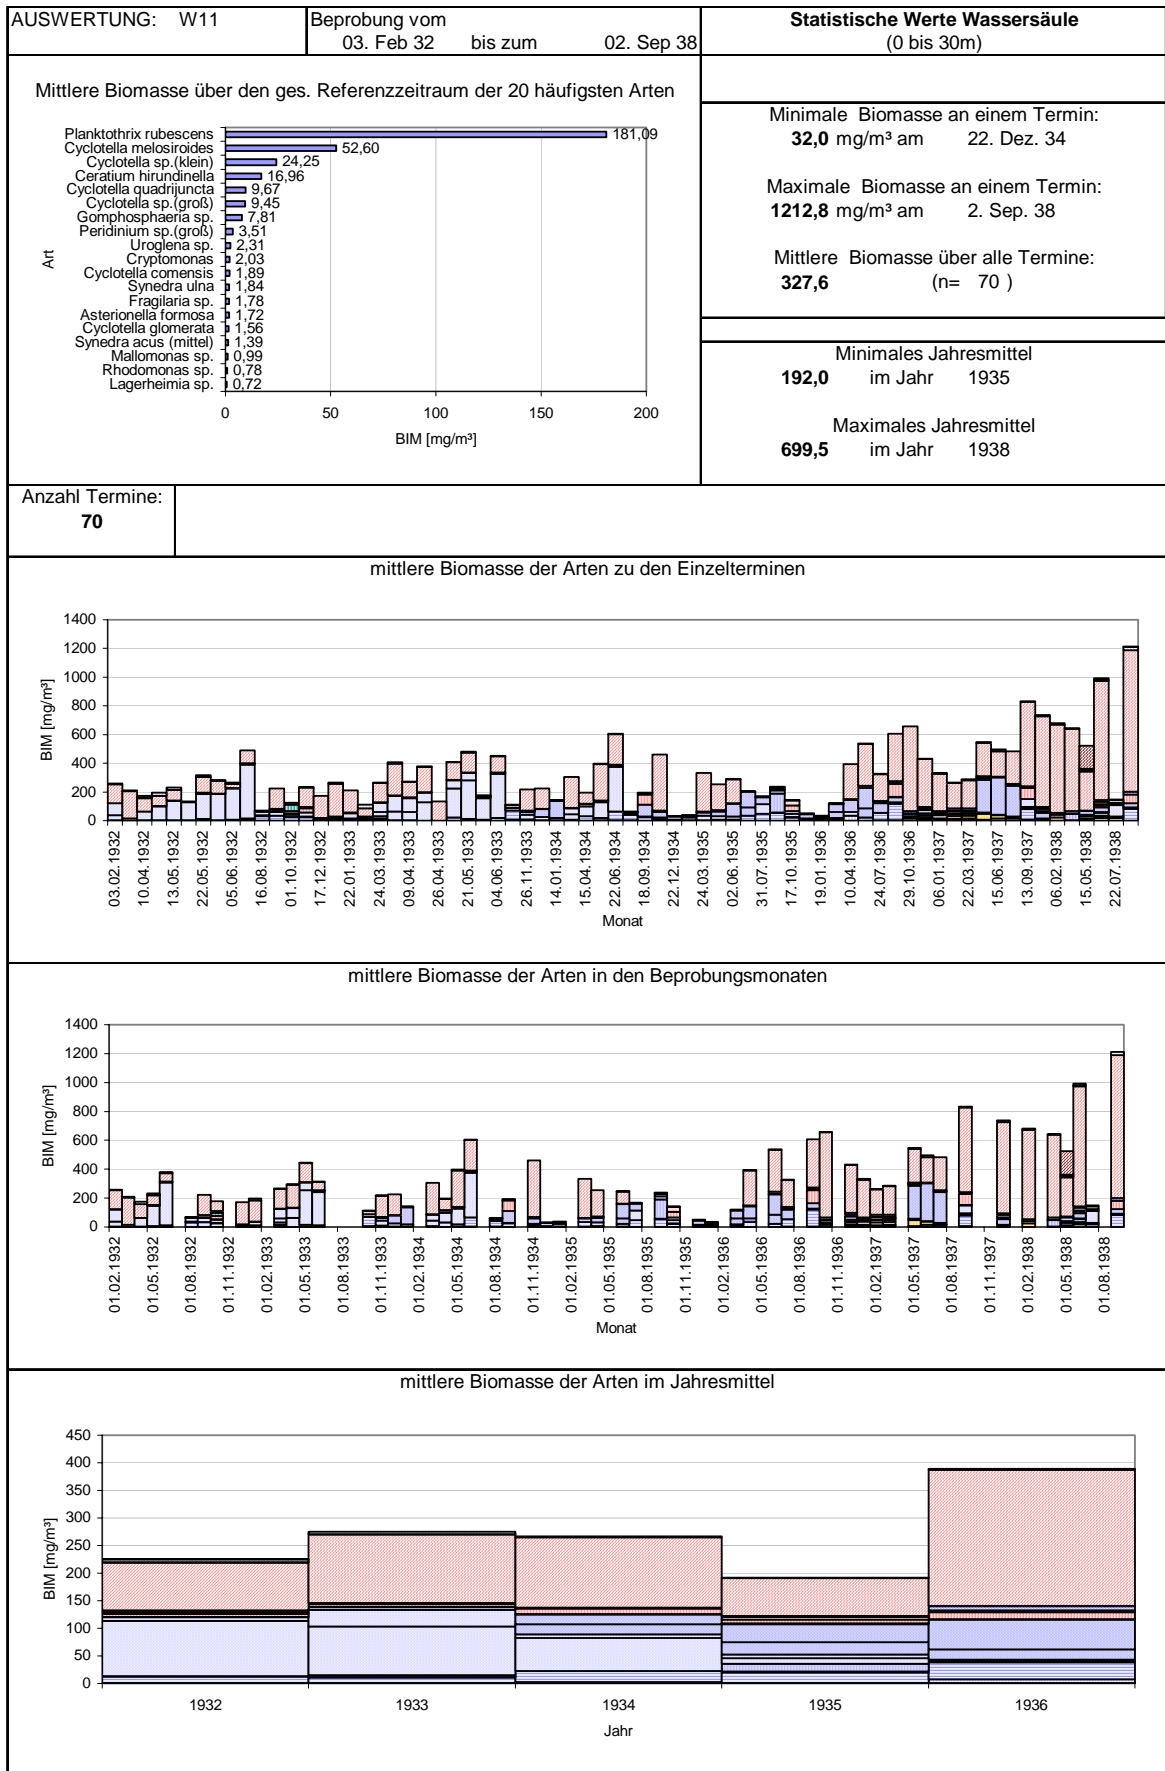 AUSWERTUNG: W11
Beprobung vom
03. Feb 32 bis zum 02. Sep 38
Statistische Werte Wassersäule
(0 bis 30m)
Mittlere Biomasse über den ges. Referenzzeitraum der 20 häufigsten Arten
Planktothrix rubescens 181,09
Cyclotella melosiroides 52,60
Cyclotella sp.(klein) 24,25
Ceratium hirundinella 16,96
Cyclotella quadrijuncta 9,67
Cyclotella sp.(groß) 9,45
Gomphosphaeria sp. 7,81
Peridinium sp.(groß) 3,51
Uroglena sp. 2,31
Cryptomonas 2,03
Cyclotella comensis 1,89
Synedra ulna 1,84
Fragilaria sp. 1,78
Asterionella formosa 1,72
Cyclotella glomerata 1,56
Synedra acus (mittel) 1,39
Mallomonas sp. 0,99
Rhodomonas sp. 0,78
Lagerheimia sp. 0,72
Art
0 50 100 150 200
BIM [mg/m³]
Minimale Biomasse an einem Termin:
32,0 mg/m³ am 22. Dez. 34
Maximale Biomasse an einem Termin:
1212,8 mg/m³ am 2. Sep. 38
Mittlere Biomasse über alle Termine:
327,6 (n= 70 )
Minimales Jahresmittel
192,0 im Jahr 1935
Maximales Jahresmittel
699,5 im Jahr 1938
Anzahl Termine:
70
mittlere Biomasse der Arten zu den Einzelterminen
BIM [mg/m³]
1400
1200
1000
800
600
400
200
0
03.02.1932
10.04.1932
13.05.1932
22.05.1932
05.06.1932
16.08.1932
01.10.1932
17.12.1932
22.01.1933
24.03.1933
09.04.1933
26.04.1933
21.05.1933
04.06.1933
26.11.1933
14.01.1934
15.04.1934
22.06.1934
18.09.1934
22.12.1934
24.03.1935
02.06.1935
31.07.1935
17.10.1935
19.01.1936
10.04.1936
24.07.1936
29.10.1936
06.01.1937
22.03.1937
15.06.1937
13.09.1937
06.02.1938
15.05.1938
22.07.1938
Monat
mittlere Biomasse der Arten in den Beprobungsmonaten
BIM [mg/m³]
1400
1200
1000
800
600
400
200
0
01.02.1932
01.05.1932
01.08.1932
01.11.1932
01.02.1933
01.05.1933
01.08.1933
01.11.1933
01.02.1934
01.05.1934
01.08.1934
01.11.1934
01.02.1935
01.05.1935
01.08.1935
01.11.1935
01.02.1936
01.05.1936
01.08.1936
01.11.1936
01.02.1937
01.05.1937
01.08.1937
01.11.1937
01.02.1938
01.05.1938
01.08.1938
Monat
mittlere Biomasse der Arten im Jahresmittel
BIM [mg/m³]
450
400
350
300
250
200
150
100
50
0
1932 1933 1934 1935 1936
Jahr